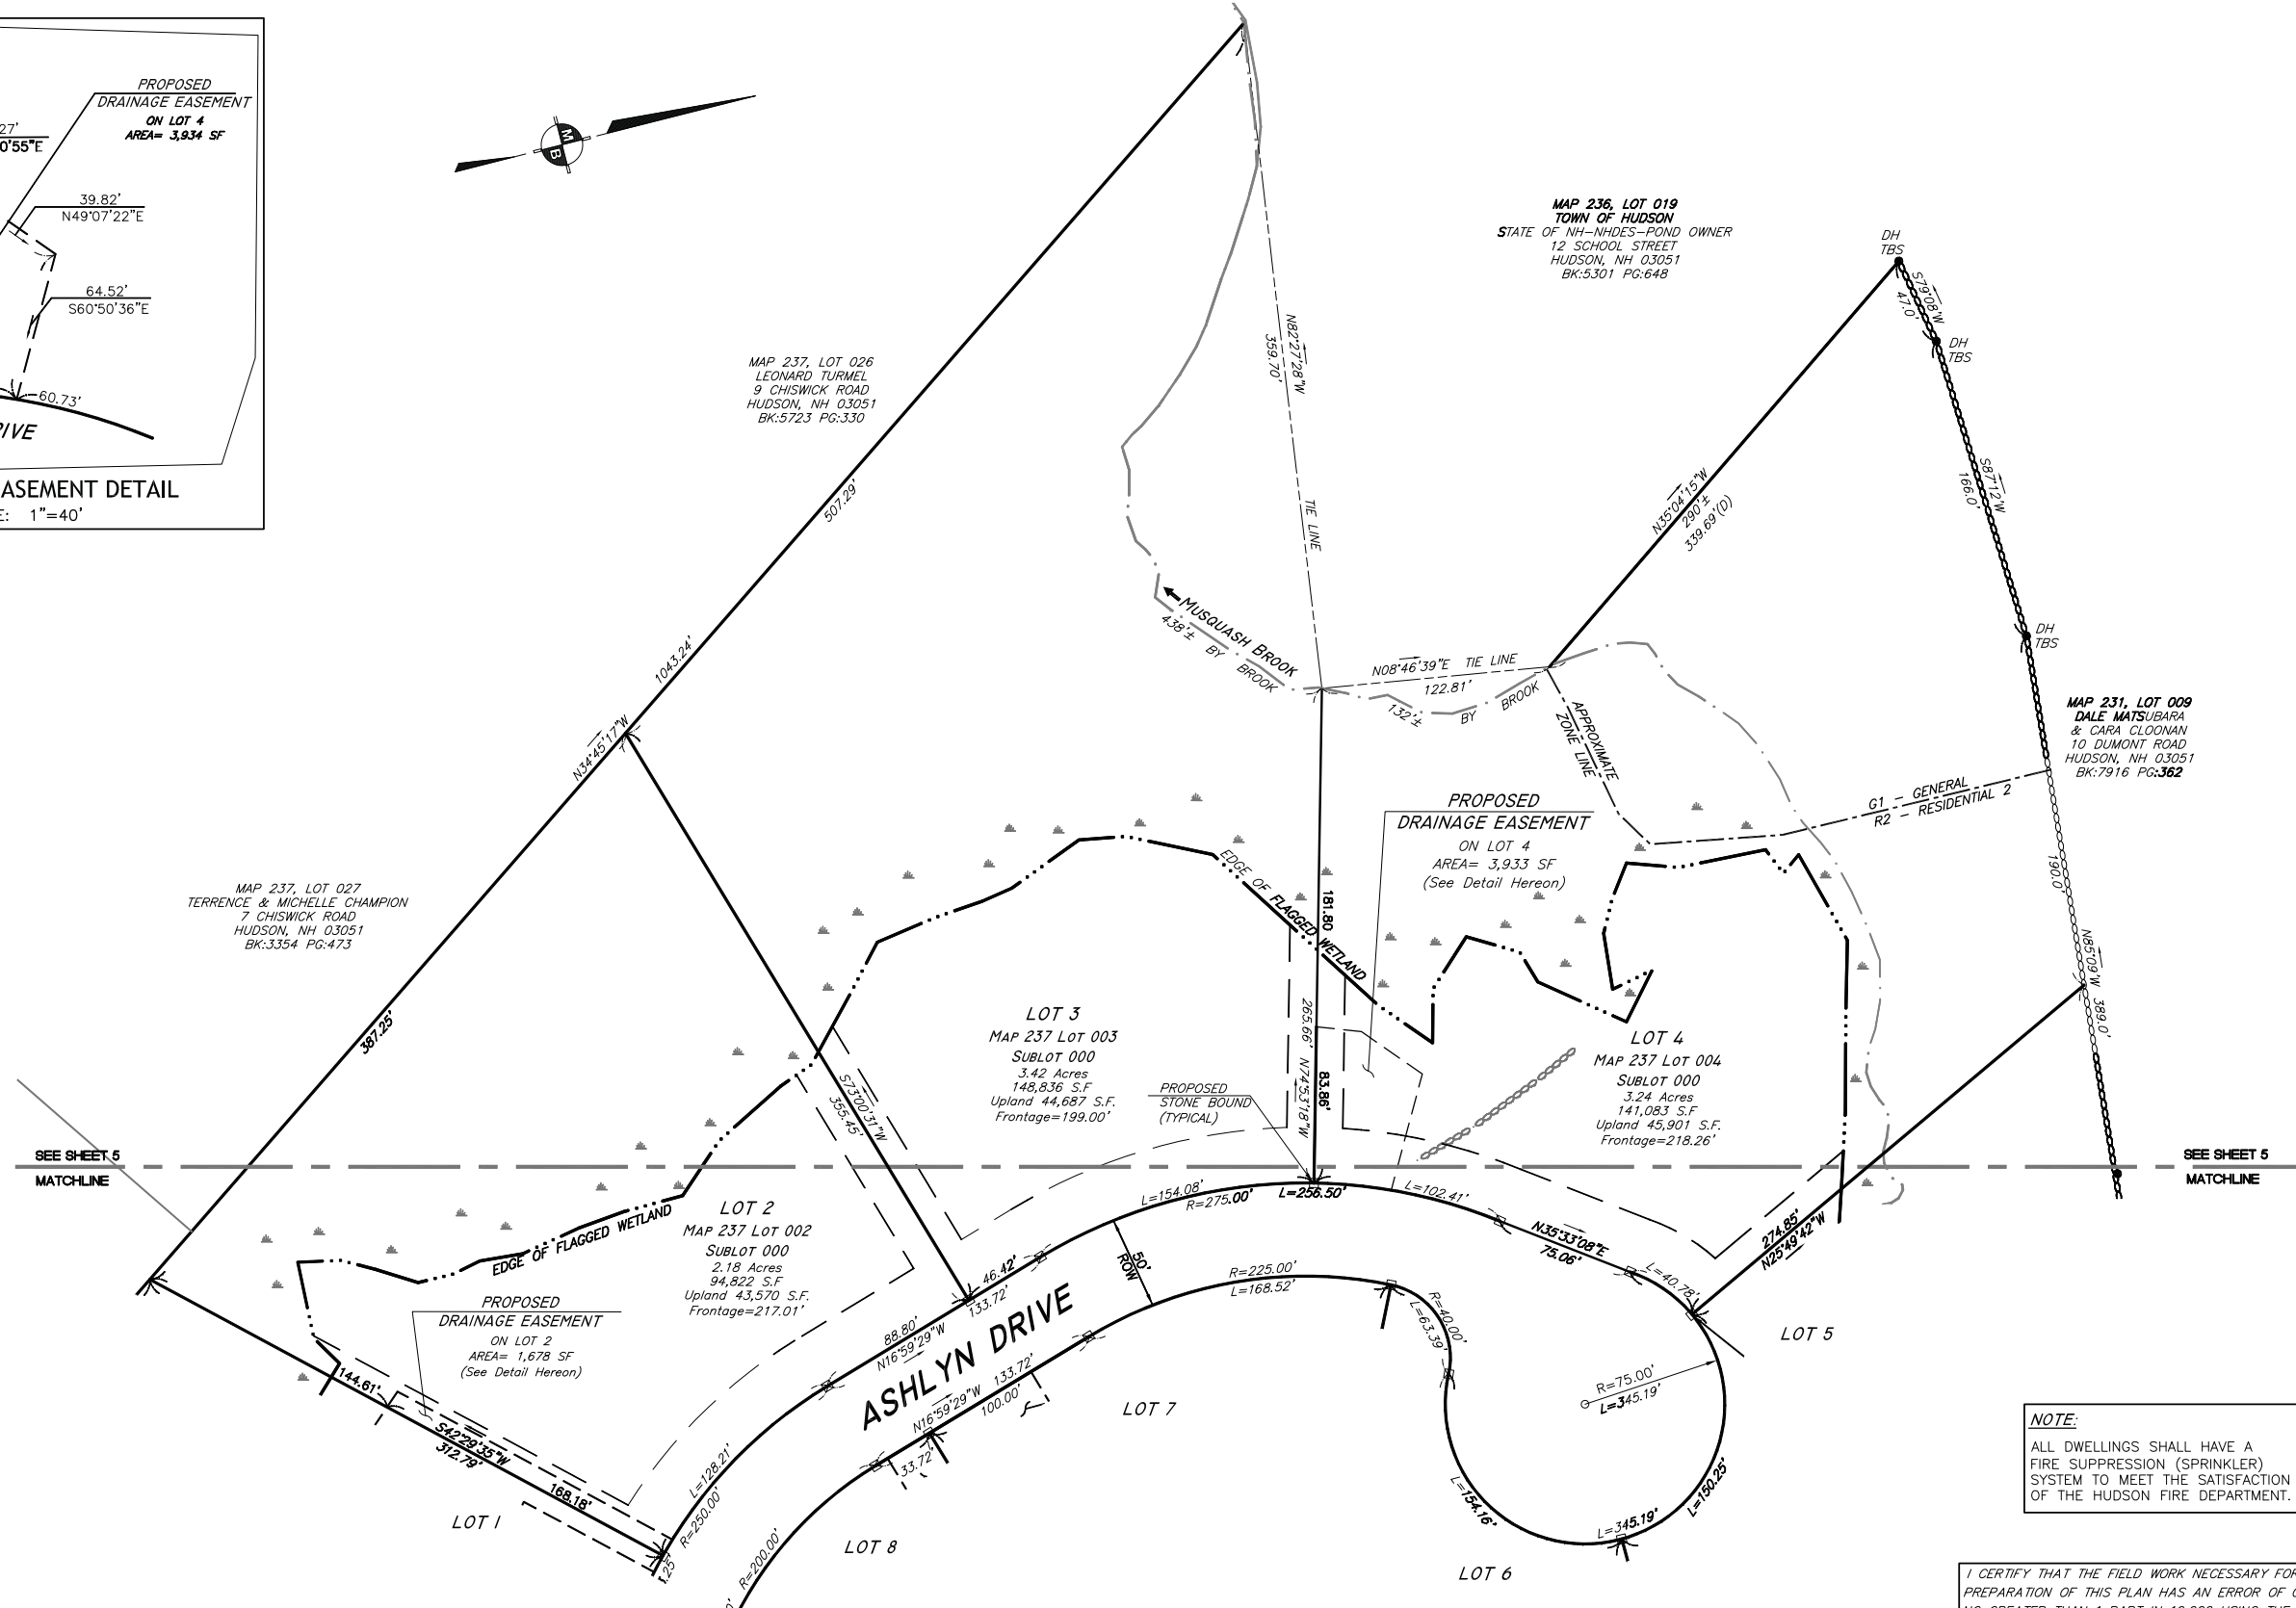 PROPOSED
DRAINAGE EASEMENT
ON LOT 4
AREA= 3,934 SF
27'
0'55"E
39.82'
N49°07'22"E
64.52'
S60°50'36"E
60.73'
ASEMENT DETAIL
1"=40'
M
B
MAP 236, LOT 019
TOWN OF HUDSON
STATE OF NH-NHDES-POND OWNER
12 SCHOOL STREET
HUDSON, NH 03051
BK:5301 PG:648
DH
TBS
S79°08'W
47.0'
DH
TBS
N82°27'28"W
359.70'
TIE LINE
MAP 237, LOT 026
LEONARD TURMEL
9 CHISWICK ROAD
HUDSON, NH 03051
BK:5723 PG:330
507.29'
N35°04'15"W
290'±
339.69'(D)
S87°12'W
166.0'
DH
TBS
MUSQUASH BROOK
438'± BY BROOK
N08°46'39"E TIE LINE
122.81'
132'± BY BROOK
1043.24'
N34°45'17"W
APPROXIMATE
ZONE LINE
MAP 231, LOT 009
DALE MATSUBARA
& CARA CLOONAN
10 DUMONT ROAD
HUDSON, NH 03051
BK:7916 PG:362
G1 - GENERAL
R2 - RESIDENTIAL 2
190.0'
PROPOSED
DRAINAGE EASEMENT
ON LOT 4
AREA= 3,933 SF
(See Detail Hereon)
EDGE OF FLAGGED WETLAND
181.80
MAP 237, LOT 027
TERRENCE & MICHELLE CHAMPION
7 CHISWICK ROAD
HUDSON, NH 03051
BK:3354 PG:473
N85°09'W 389.0'
387.25'
LOT 3
MAP 237 LOT 003
SUBLOT 000
3.42 Acres
148,836 S.F
Upland 44,687 S.F.
Frontage=199.00'
265.66' N74°53'18"W
83.86'
LOT 4
MAP 237 LOT 004
SUBLOT 000
3.24 Acres
141,083 S.F
Upland 45,901 S.F.
Frontage=218.26'
S73°00'31"W
355.45'
PROPOSED
STONE BOUND
(TYPICAL)
SEE SHEET 5
MATCHLINE
SEE SHEET 5
MATCHLINE
EDGE OF FLAGGED WETLAND
LOT 2
MAP 237 LOT 002
SUBLOT 000
2.18 Acres
94,822 S.F
Upland 43,570 S.F.
Frontage=217.01'
L=154.08'
R=275.00'
L=256.50'
L=102.41'
N35°33'08"E
75.06'
L=40.78'
274.85'
N25°49'42"W
50'
ROW
46.42'
133.72'
R=225.00'
L=168.52'
R=40.00'
L=63.39'
LOT 5
PROPOSED
DRAINAGE EASEMENT
ON LOT 2
AREA= 1,678 SF
(See Detail Hereon)
88.80'
N16°59'29"W
ASHLYN DRIVE
N16°59'29"W 133.72'
100.00'
33.72'
LOT 7
R=75.00'
L=345.19'
144.61'
S42°29'35"W
312.79'
168.18'
L=128.21'
R=250.00'
LOT 1
LOT 8
R=200.00'
L=154.16'
L=345.19'
L=150.25'
LOT 6
NOTE:
ALL DWELLINGS SHALL HAVE A
FIRE SUPPRESSION (SPRINKLER)
SYSTEM TO MEET THE SATISFACTION
OF THE HUDSON FIRE DEPARTMENT.
I CERTIFY THAT THE FIELD WORK NECESSARY FOR
PREPARATION OF THIS PLAN HAS AN ERROR OF